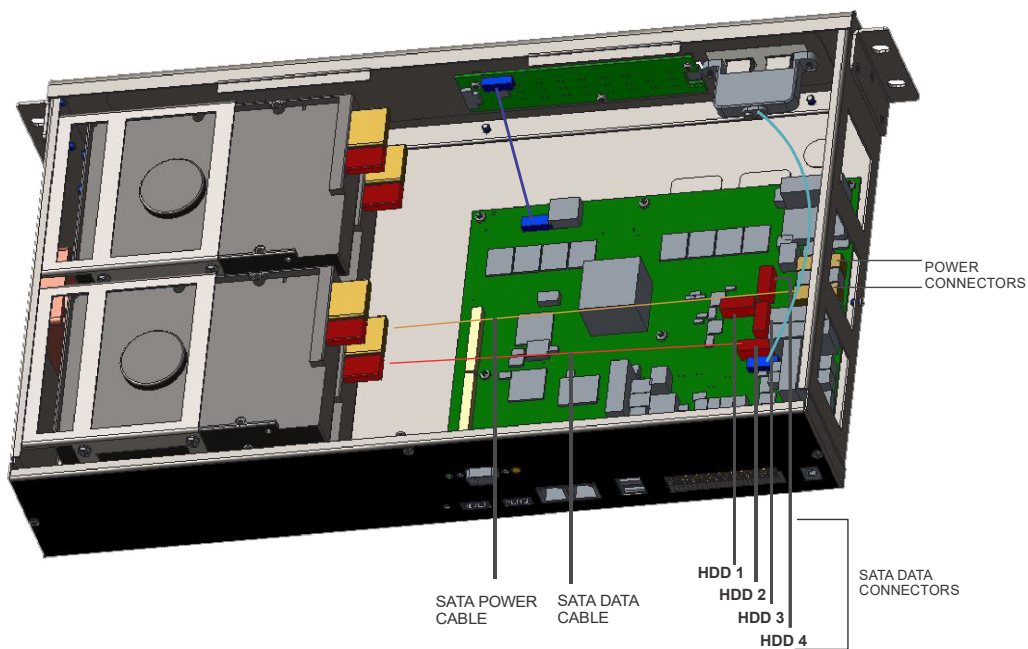 POWER
CONNECTORS
HDD 1
HDD 2
HDD 3
HDD 4
SATA DATA
CONNECTORS
SATA POWER
CABLE
SATA DATA
CABLE